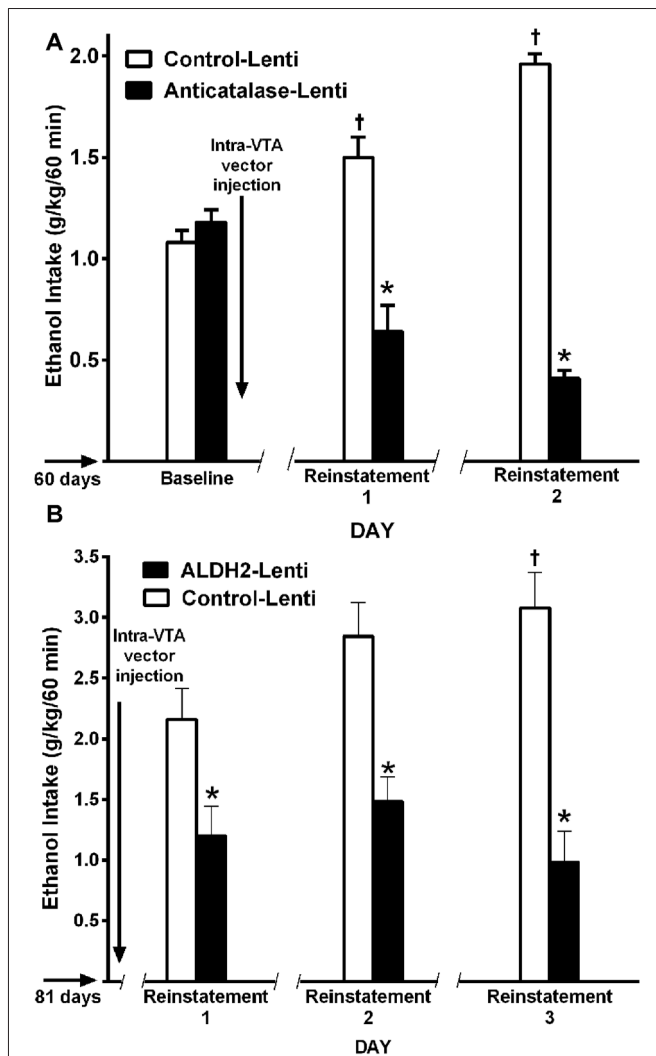 A
Control-Lenti
Anticatalase-Lenti
Intra-VTA
vector
injection
Ethanol Intake (g/kg/60 min)
2.0
1.5
1.0
0.5
†
†
*
*
60 days
Baseline
Reinstatement
1
Reinstatement
2
DAY
B
ALDH2-Lenti
Control-Lenti
Intra-VTA
vector
injection
Ethanol Intake (g/kg/60 min)
3.5
3.0
2.5
2.0
1.5
1.0
0.5
†
*
*
*
81 days
Reinstatement
1
Reinstatement
2
Reinstatement
3
DAY